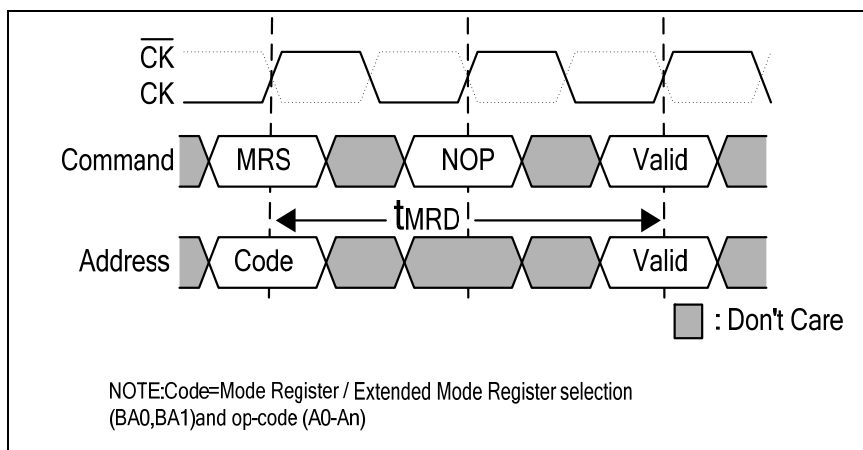 CK
CK
Command MRS NOP Valid
tMRD
Address Code Valid
: Don't Care
NOTE:Code=Mode Register / Extended Mode Register selection
(BA0,BA1)and op-code (A0-An)